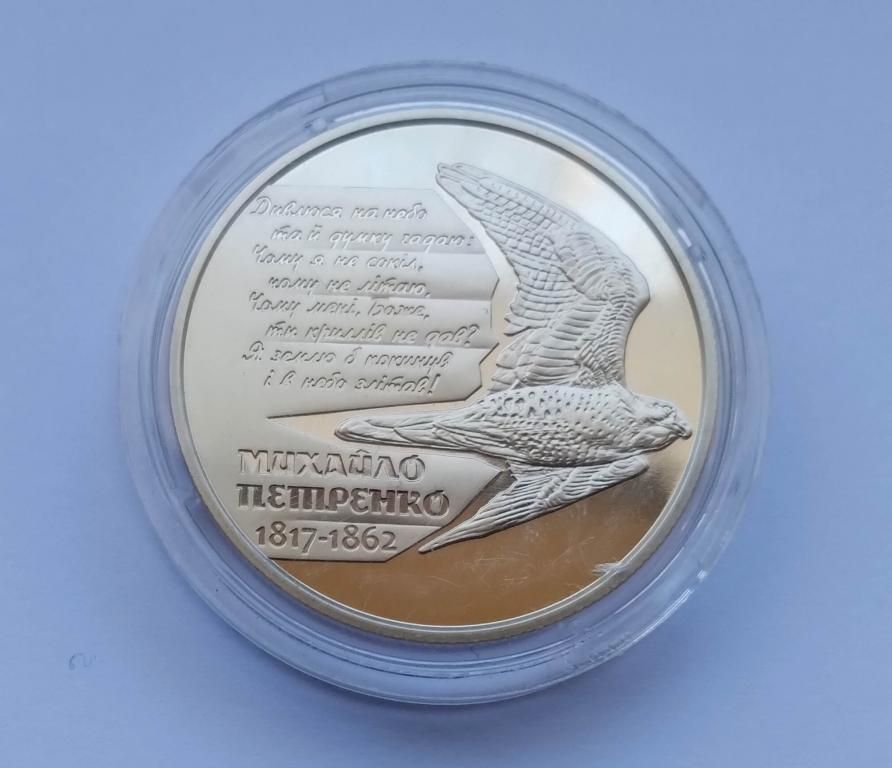 Дивлюся на небо
та й думку гадаю:
Чому я не сокіл,
чому не літаю,
Чому мені, Боже,
ти криллів не дав?
Я землю б покинув
і в небо злітав!
МИХАЙЛО
ПЕТРЕНКО
1817-1862